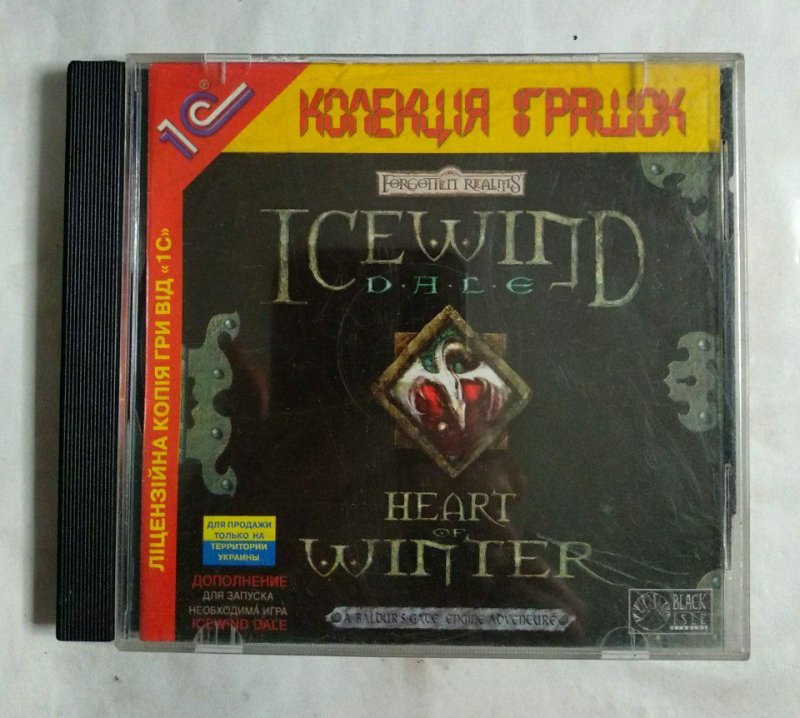 1С®
КОЛЕКЦІЯ ІГРАШОК
FORGOTTEN REALMS
ICEWIND
D·A·L·E
ЛІЦЕНЗІЙНА КОПІЯ ГРИ ВІД «1С»
HEART
OF
WINTER
ДЛЯ ПРОДАЖИ
ТОЛЬКО НА
ТЕРРИТОРИИ
УКРАИНЫ
ДОПОЛНЕНИЕ
ДЛЯ ЗАПУСКА
НЕОБХОДИМА ИГРА
ICEWIND DALE
A BALDUR'S GATE ENGINE ADVENTURE
BLACK
ISLE
STUDIOS